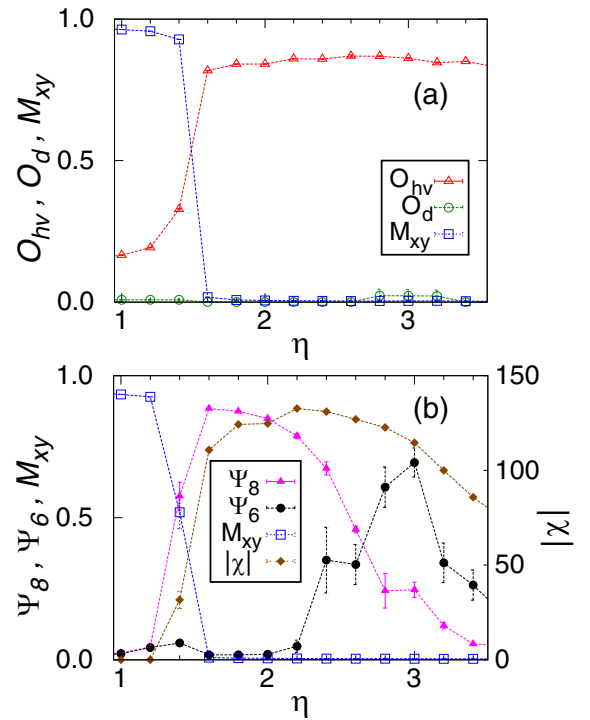 1.0
0.5
0.0
O_hv , O_d , M_xy
(a)
O_hv
O_d
M_xy
1 2 3
η
1.0
0.5
0.0
Ψ_8 , Ψ_6 , M_xy
(b)
Ψ_8
Ψ_6
M_xy
|χ|
150
100
50
0
|χ|
1 2 3
η